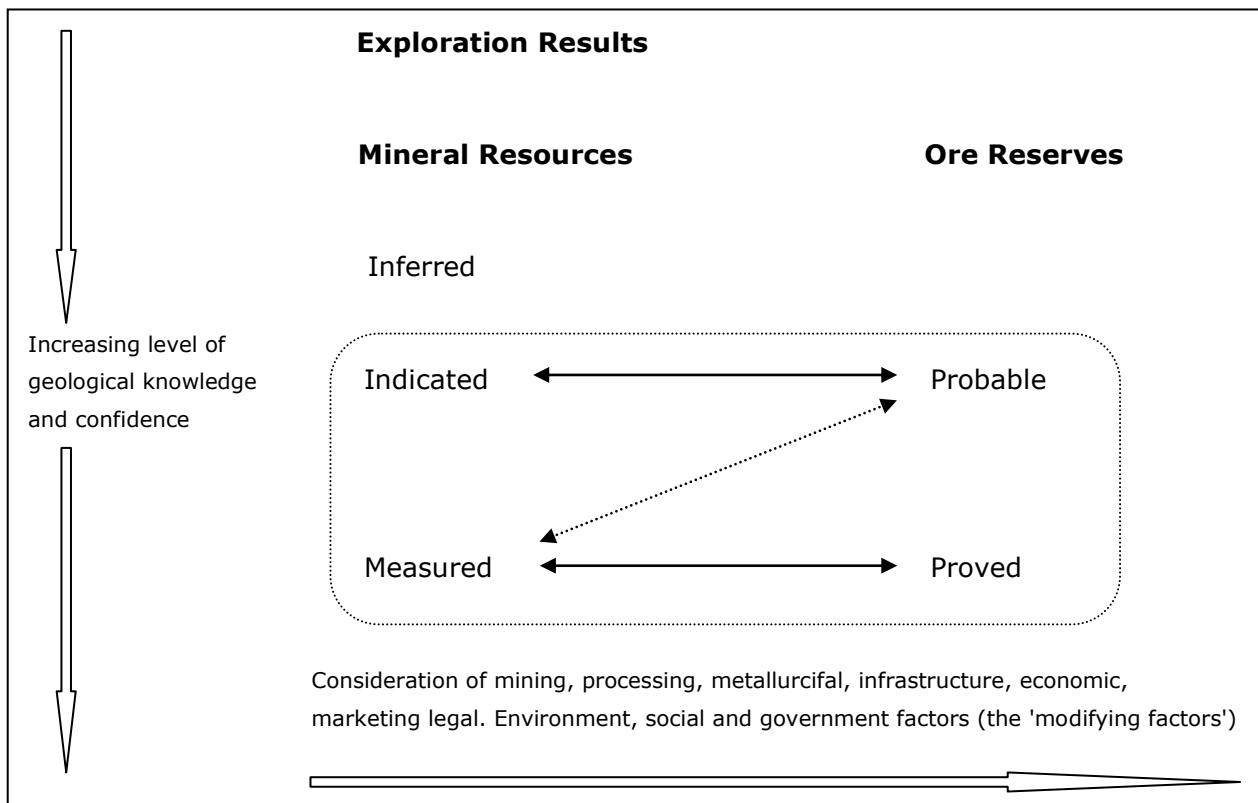 Exploration Results
Mineral Resources
Ore Reserves
Inferred
Increasing level of
geological knowledge
and confidence
Indicated
Probable
Measured
Proved
Consideration of mining, processing, metallurcifal, infrastructure, economic,
marketing legal. Environment, social and government factors (the 'modifying factors')